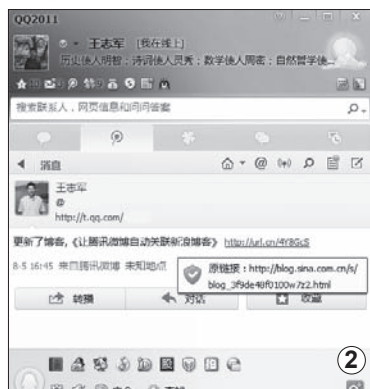 QQ2011
王志军 [我在线上]
历史使人明智；诗词使人灵秀；数学使人周密；自然哲学使...
搜索联系人，网页信息和问问答案
消息
王志军
@
http://t.qq.com/
更新了博客，《让腾讯微博自动关联新浪博客》 http://url.cn/4Y8GcS
8-5 16:45 来自腾讯微博 未知地点
原链接：http://blog.sina.com.cn/s/
blog_3f9de48f0100w7z2.html
转播 对话 收藏
②